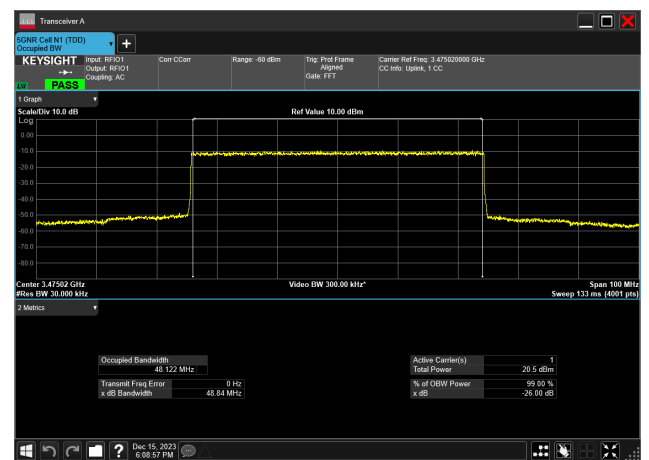 Transceiver A
5GNR Cell N1 (TDD)
Occupied BW
KEYSIGHT
LXI
PASS
Input: RFIO1
Output: RFIO1
Coupling: AC
Corr CCorr
Range: -60 dBm
Trig: Prot Frame
Aligned
Gate: FFT
Carrier Ref Freq: 3.475020000 GHz
CC Info: Uplink, 1 CC
1 Graph
Scale/Div 10.0 dB
Ref Value 10.00 dBm
Log
0.00
-10.0
-20.0
-30.0
-40.0
-50.0
-60.0
-70.0
-80.0
Center 3.47502 GHz
Video BW 300.00 kHz*
Span 100 MHz
#Res BW 30.000 kHz
Sweep 133 ms (4001 pts)
2 Metrics
Occupied Bandwidth
48.122 MHz
Active Carrier(s) 1
Total Power 20.5 dBm
Transmit Freq Error 0 Hz
x dB Bandwidth 48.84 MHz
% of OBW Power 99.00 %
x dB -26.00 dB
Dec 15, 2023
6:08:57 PM